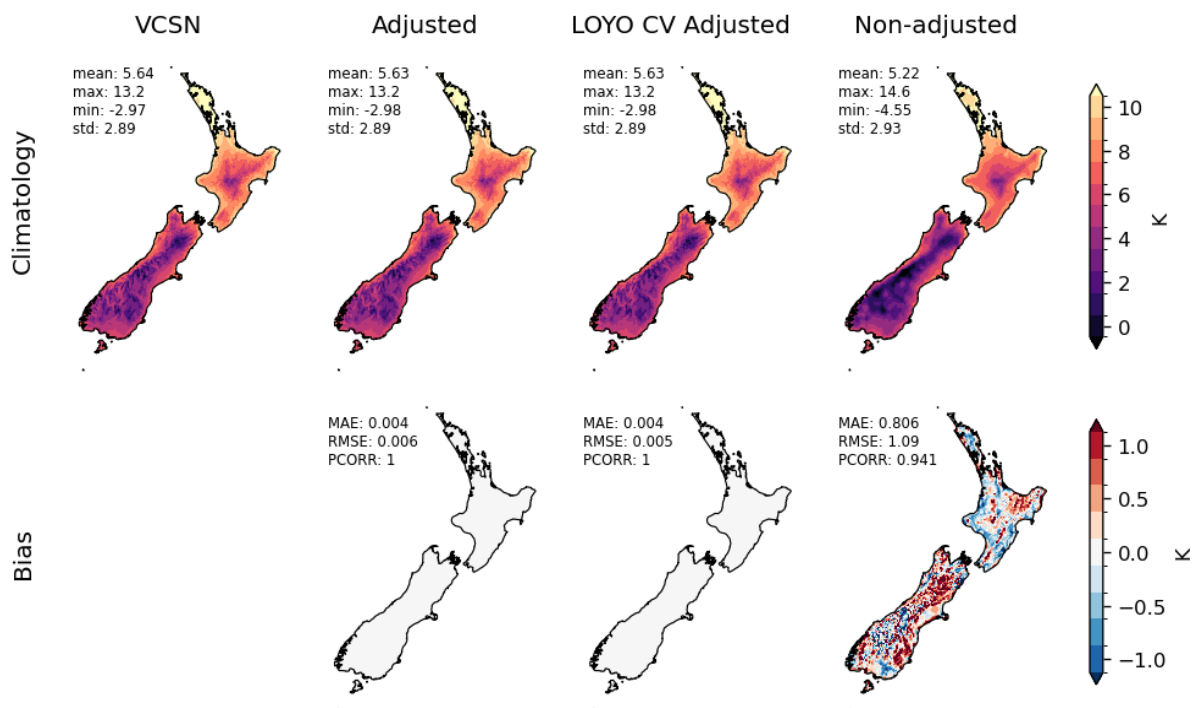 VCSN
Adjusted
LOYO CV Adjusted
Non-adjusted
Climatology
mean: 5.64
max: 13.2
min: -2.97
std: 2.89
mean: 5.63
max: 13.2
min: -2.98
std: 2.89
mean: 5.63
max: 13.2
min: -2.98
std: 2.89
mean: 5.22
max: 14.6
min: -4.55
std: 2.93
10
8
6
4
2
0
K
Bias
MAE: 0.004
RMSE: 0.006
PCORR: 1
MAE: 0.004
RMSE: 0.005
PCORR: 1
MAE: 0.806
RMSE: 1.09
PCORR: 0.941
1.0
0.5
0.0
−0.5
−1.0
K